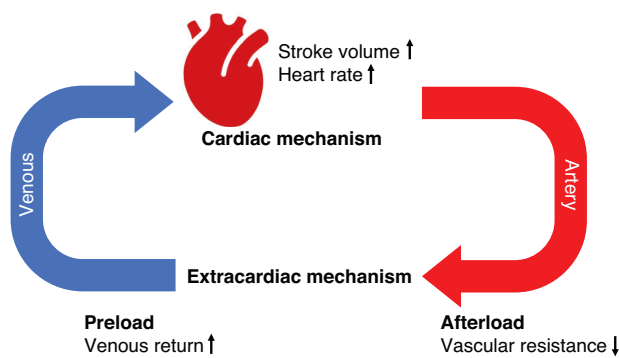 Stroke volume ↑
Heart rate ↑
Cardiac mechanism
Venous
Artery
Extracardiac mechanism
Preload
Venous return ↑
Afterload
Vascular resistance ↓